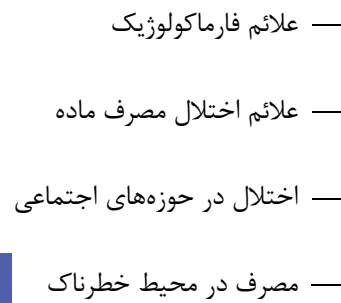 — علائم فارماکولوژیک
— علائم اختلال مصرف ماده
— اختلال در حوزه‌های اجتماعی
— مصرف در محیط خطرناک